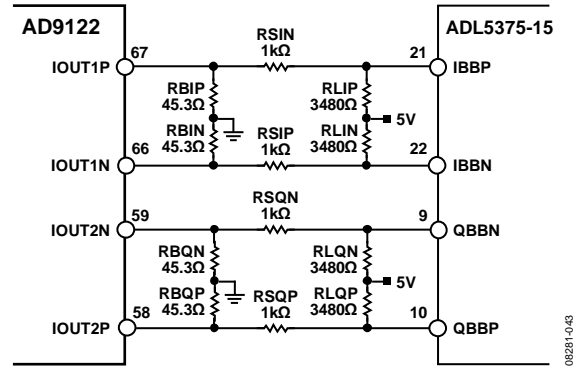 AD9122
ADL5375-15
IOUT1P
67
RSIN
1kΩ
21
IBBP
RBIP
45.3Ω
RLIP
3480Ω
5V
RBIN
45.3Ω
RSIP
1kΩ
RLIN
3480Ω
IOUT1N
66
22
IBBN
IOUT2N
59
RSQN
1kΩ
9
QBBN
RBQN
45.3Ω
RLQN
3480Ω
5V
RBQP
45.3Ω
RSQP
1kΩ
RLQP
3480Ω
IOUT2P
58
10
QBBP
08281-043